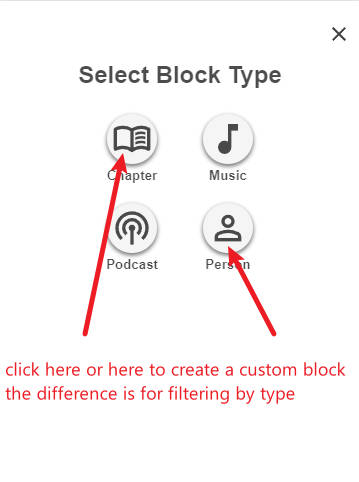 Select Block Type
Chapter
Music
Podcast
Person
click here or here to create a custom block
the difference is for filtering by type